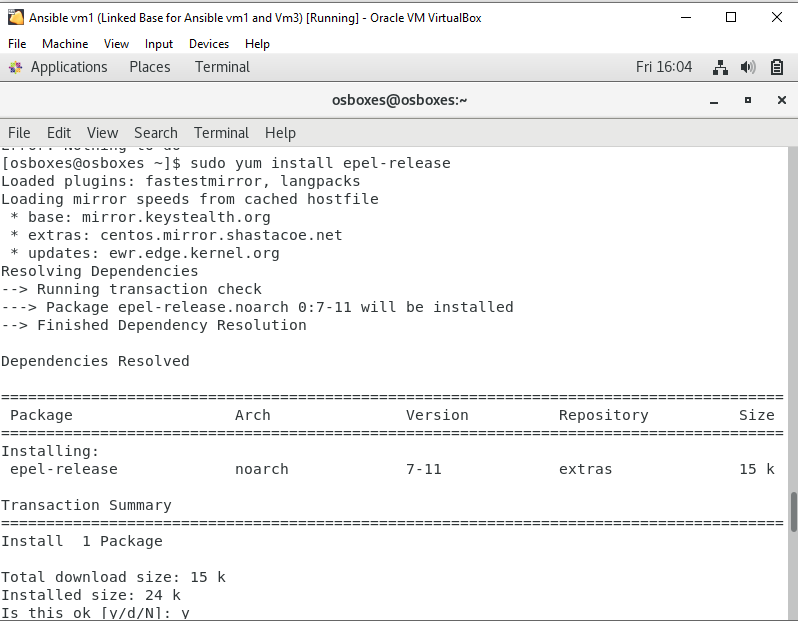 Ansible vm1 (Linked Base for Ansible vm1 and Vm3) [Running] - Oracle VM VirtualBox
File Machine View Input Devices Help
Applications Places Terminal Fri 16:04
osboxes@osboxes:~
File Edit View Search Terminal Help
Error: Nothing to do
[osboxes@osboxes ~]$ sudo yum install epel-release
Loaded plugins: fastestmirror, langpacks
Loading mirror speeds from cached hostfile
 * base: mirror.keystealth.org
 * extras: centos.mirror.shastacoe.net
 * updates: ewr.edge.kernel.org
Resolving Dependencies
--> Running transaction check
---> Package epel-release.noarch 0:7-11 will be installed
--> Finished Dependency Resolution
Dependencies Resolved
================================================================================
Package Arch Version Repository Size
================================================================================
Installing:
 epel-release noarch 7-11 extras 15 k
Transaction Summary
================================================================================
Install  1 Package
Total download size: 15 k
Installed size: 24 k
Is this ok [y/d/N]: y